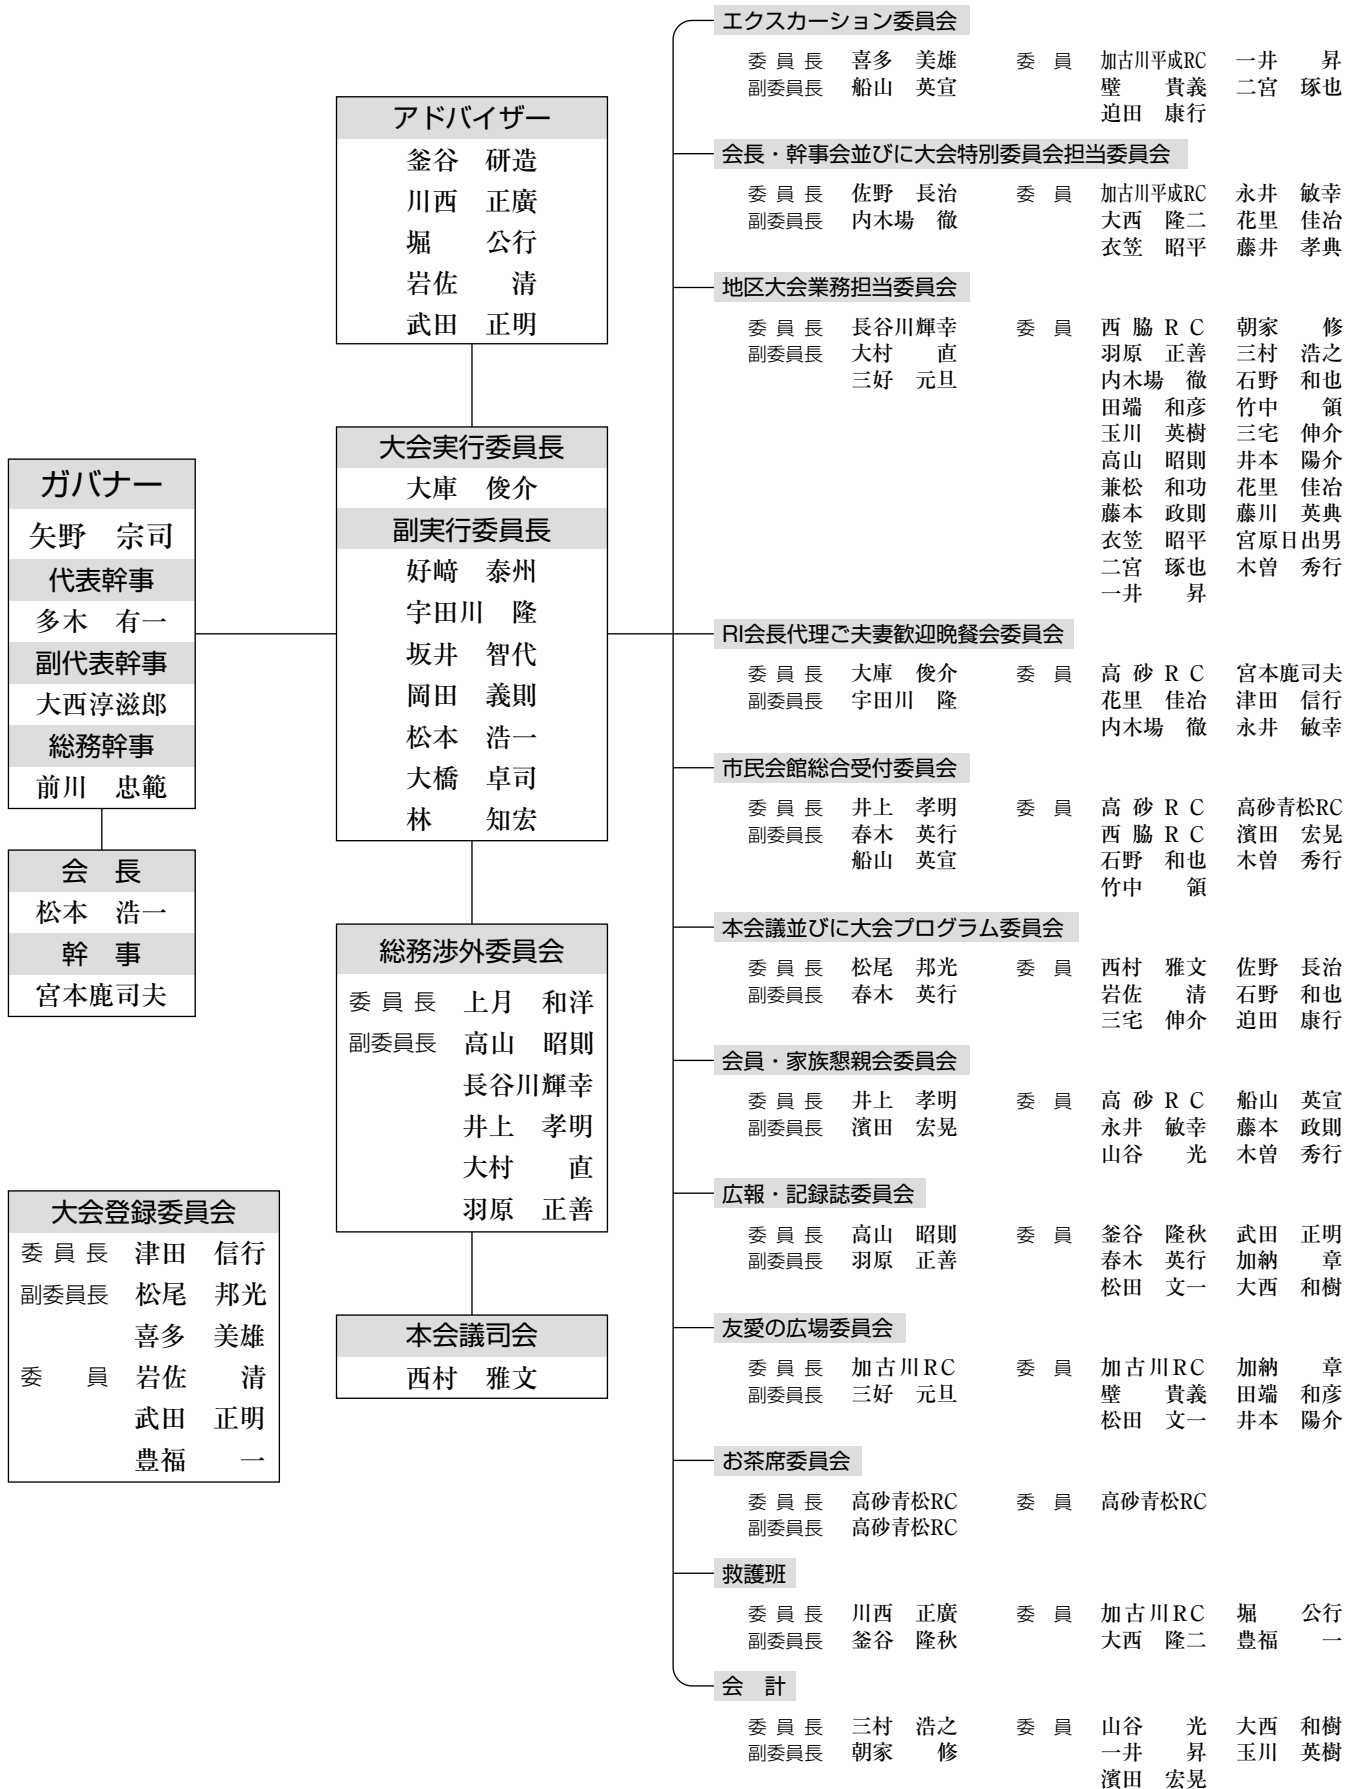 ガバナー
矢野　宗司
代表幹事
多木　有一
副代表幹事
大西淳滋郎
総務幹事
前川　忠範
会　長
松本　浩一
幹　事
宮本鹿司夫
大会登録委員会
委 員 長　津田　信行
副委員長　松尾　邦光
喜多　美雄
委　　員　岩佐　　清
武田　正明
豊福　　一
アドバイザー
釜谷　研造
川西　正廣
堀　　公行
岩佐　　清
武田　正明
大会実行委員長
大庫　俊介
副実行委員長
好﨑　泰州
宇田川　隆
坂井　智代
岡田　義則
松本　浩一
大橋　卓司
林　　知宏
総務渉外委員会
委 員 長　上月　和洋
副委員長　高山　昭則
長谷川輝幸
井上　孝明
大村　　直
羽原　正善
本会議司会
西村　雅文
エクスカーション委員会
委 員 長　喜多　美雄　委　員　加古川平成RC　一井　　昇
副委員長　船山　英宣　壁　　貴義　二宮　琢也
迫田　康行
会長・幹事会並びに大会特別委員会担当委員会
委 員 長　佐野　長治　委　員　加古川平成RC　永井　敏幸
副委員長　内木場　徹　大西　隆二　花里　佳冶
衣笠　昭平　藤井　孝典
地区大会業務担当委員会
委 員 長　長谷川輝幸　委　員　西 脇 R C　朝家　　修
副委員長　大村　　直　羽原　正善　三村　浩之
三好　元旦　内木場　徹　石野　和也
田端　和彦　竹中　　領
玉川　英樹　三宅　伸介
高山　昭則　井本　陽介
兼松　和功　花里　佳冶
藤本　政則　藤川　英典
衣笠　昭平　宮原日出男
二宮　琢也　木曽　秀行
一井　　昇
RI会長代理ご夫妻歓迎晩餐会委員会
委 員 長　大庫　俊介　委　員　高 砂 R C　宮本鹿司夫
副委員長　宇田川　隆　花里　佳冶　津田　信行
内木場　徹　永井　敏幸
市民会館総合受付委員会
委 員 長　井上　孝明　委　員　高 砂 R C　高砂青松RC
副委員長　春木　英行　西 脇 R C　濱田　宏晃
船山　英宣　石野　和也　木曽　秀行
竹中　　領
本会議並びに大会プログラム委員会
委 員 長　松尾　邦光　委　員　西村　雅文　佐野　長治
副委員長　春木　英行　岩佐　　清　石野　和也
三宅　伸介　迫田　康行
会員・家族懇親会委員会
委 員 長　井上　孝明　委　員　高 砂 R C　船山　英宣
副委員長　濱田　宏晃　永井　敏幸　藤本　政則
山谷　　光　木曽　秀行
広報・記録誌委員会
委 員 長　高山　昭則　委　員　釜谷　隆秋　武田　正明
副委員長　羽原　正善　春木　英行　加納　　章
松田　文一　大西　和樹
友愛の広場委員会
委 員 長　加古川RC　委　員　加古川RC　加納　　章
副委員長　三好　元旦　壁　　貴義　田端　和彦
松田　文一　井本　陽介
お茶席委員会
委 員 長　高砂青松RC　委　員　高砂青松RC
副委員長　高砂青松RC
救護班
委 員 長　川西　正廣　委　員　加古川RC　堀　　公行
副委員長　釜谷　隆秋　大西　隆二　豊福　　一
会　計
委 員 長　三村　浩之　委　員　山谷　　光　大西　和樹
副委員長　朝家　　修　一井　　昇　玉川　英樹
濱田　宏晃